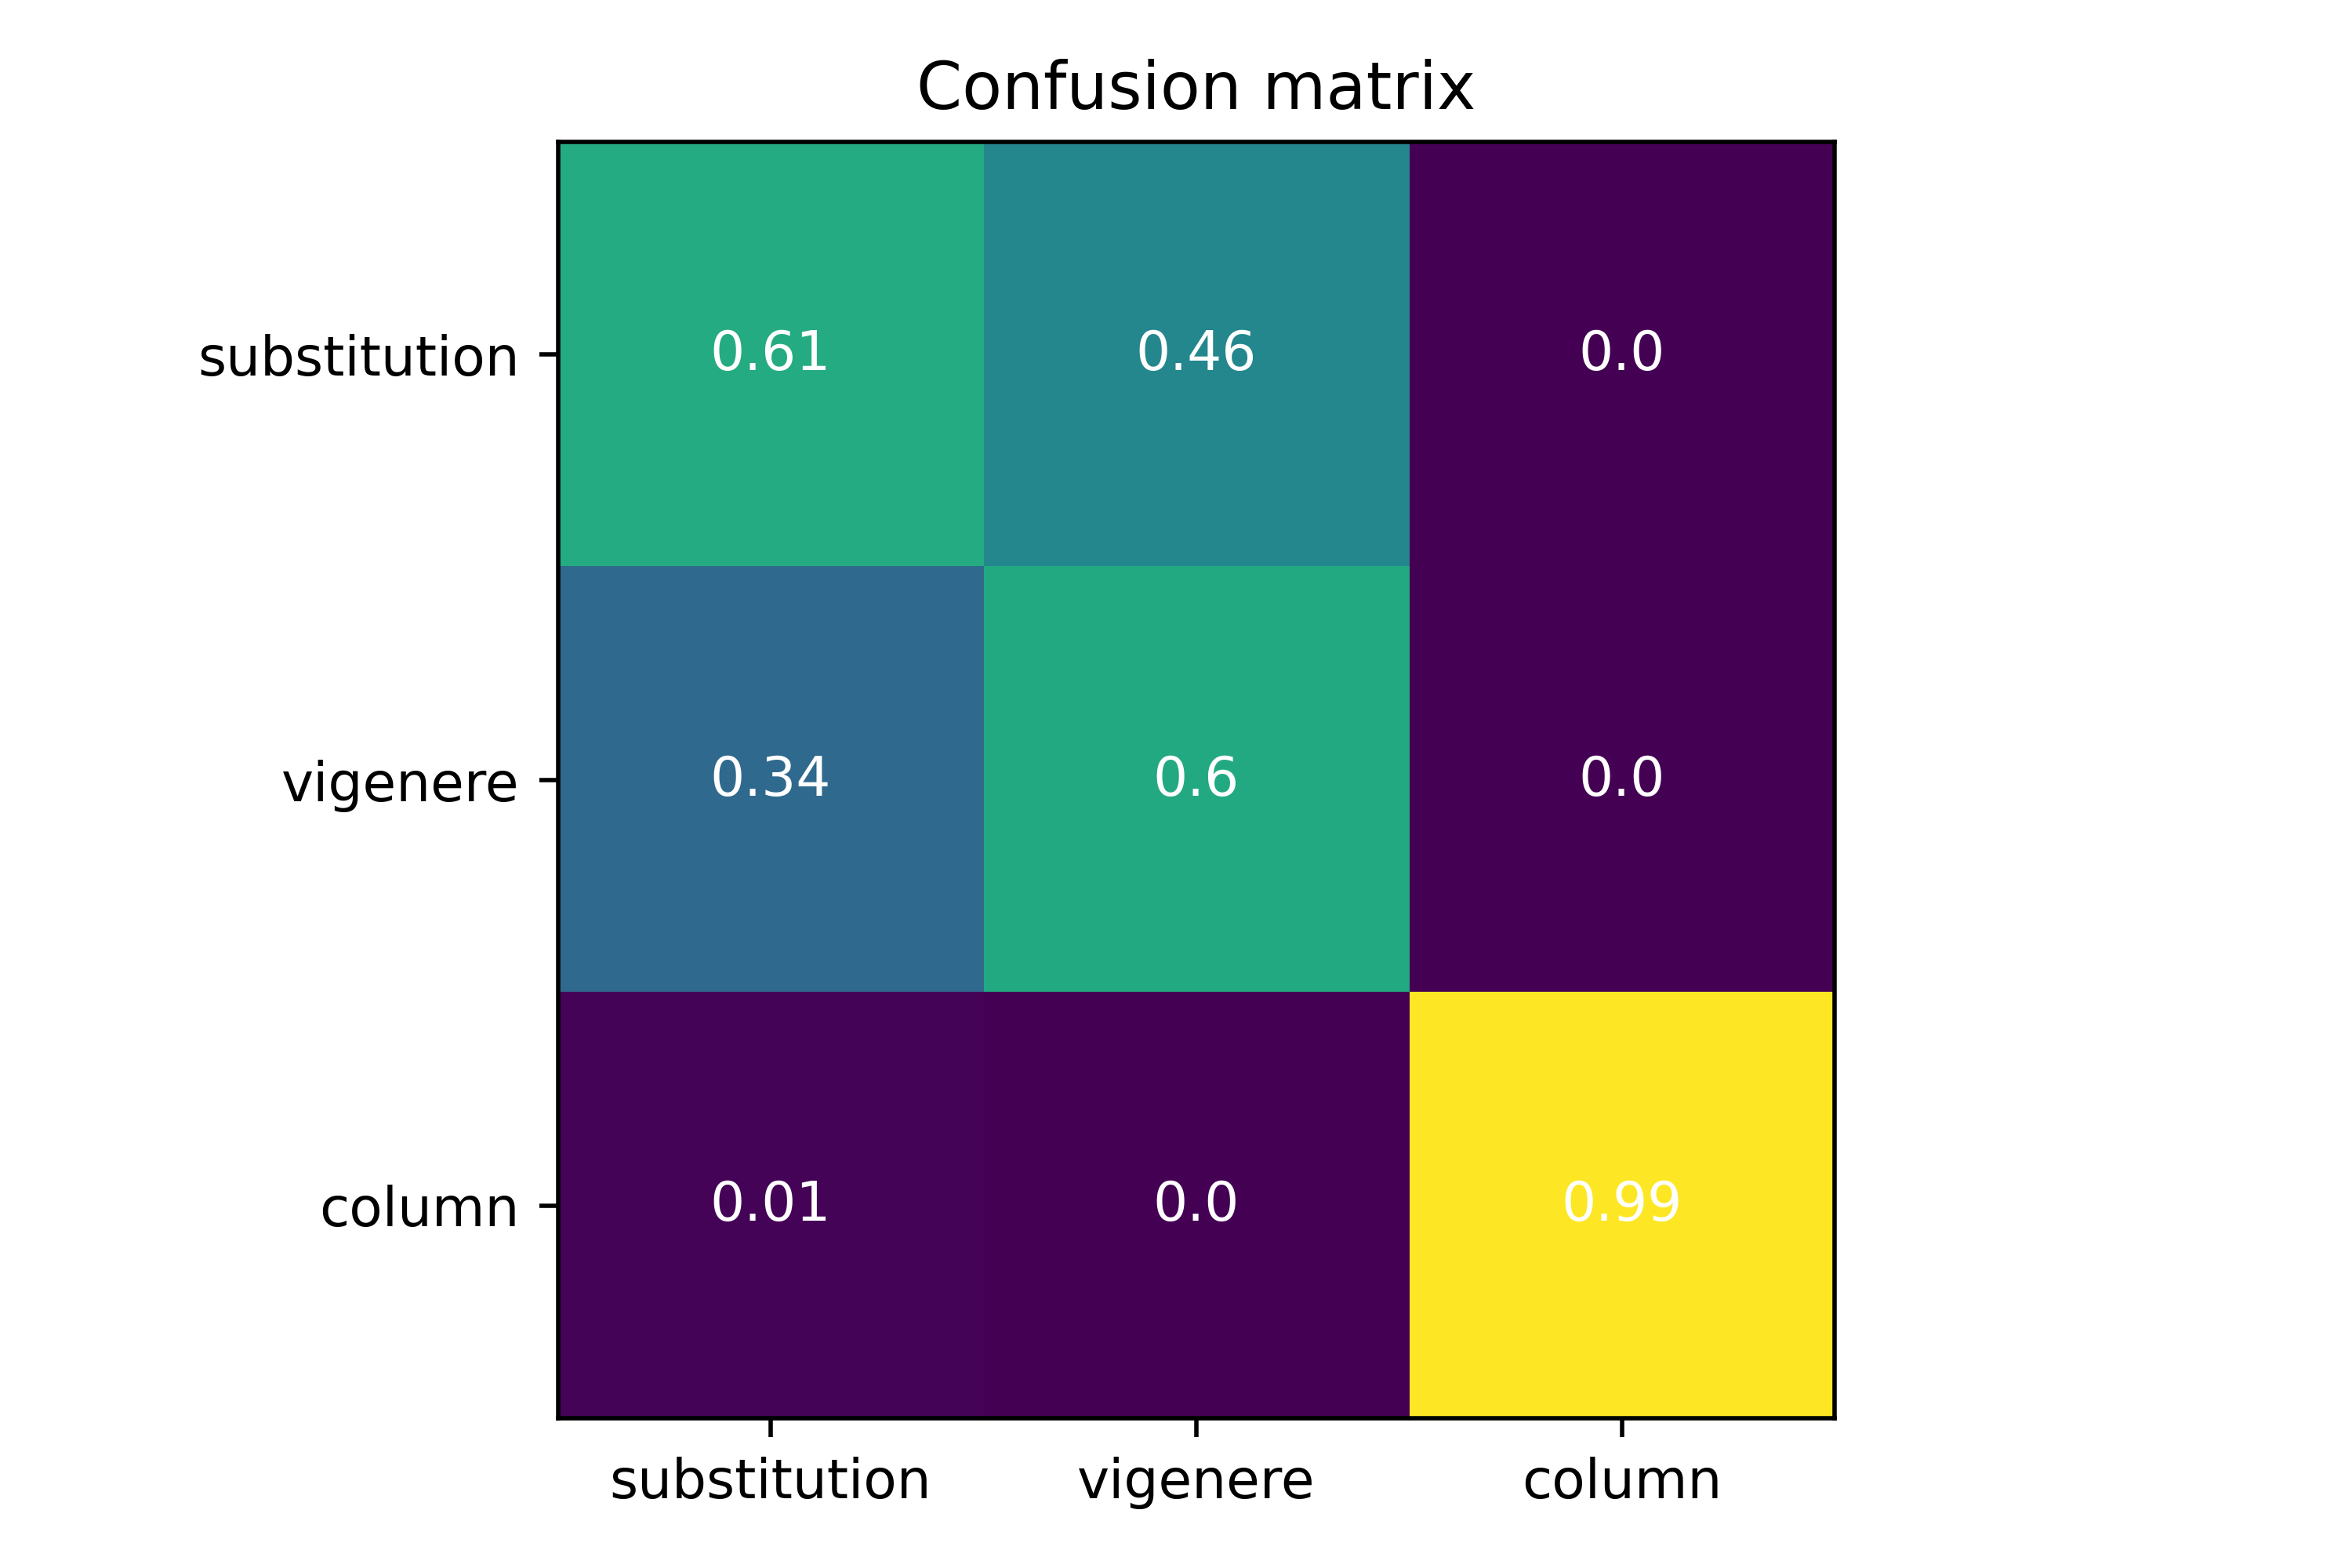 Confusion matrix
substitution 0.61 0.46 0.0
vigenere 0.34 0.6 0.0
column 0.01 0.0 0.99
substitution vigenere column